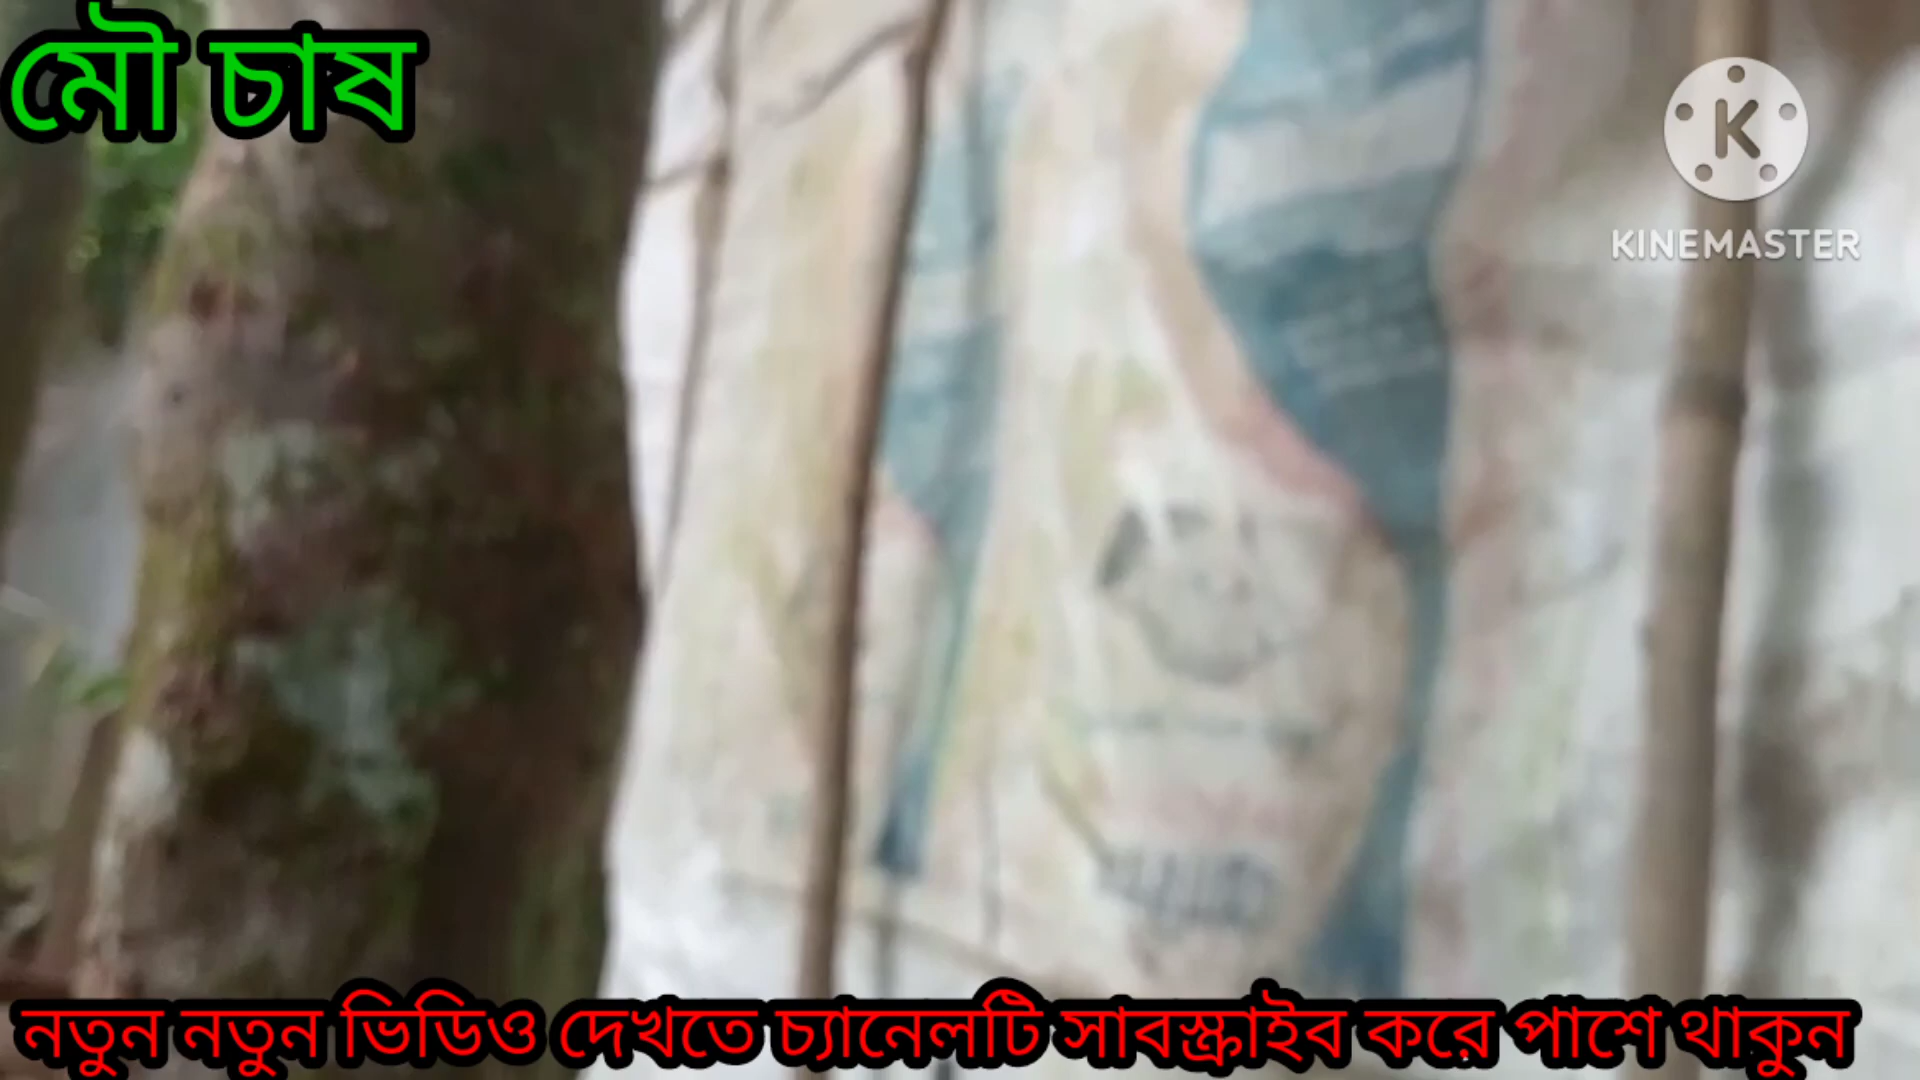 মৌ চাষ
K
KINEMASTER
নতুন নতুন ভিডিও দেখতে চ্যানেলটি সাবস্ক্রাইব করে পাশে থাকুন